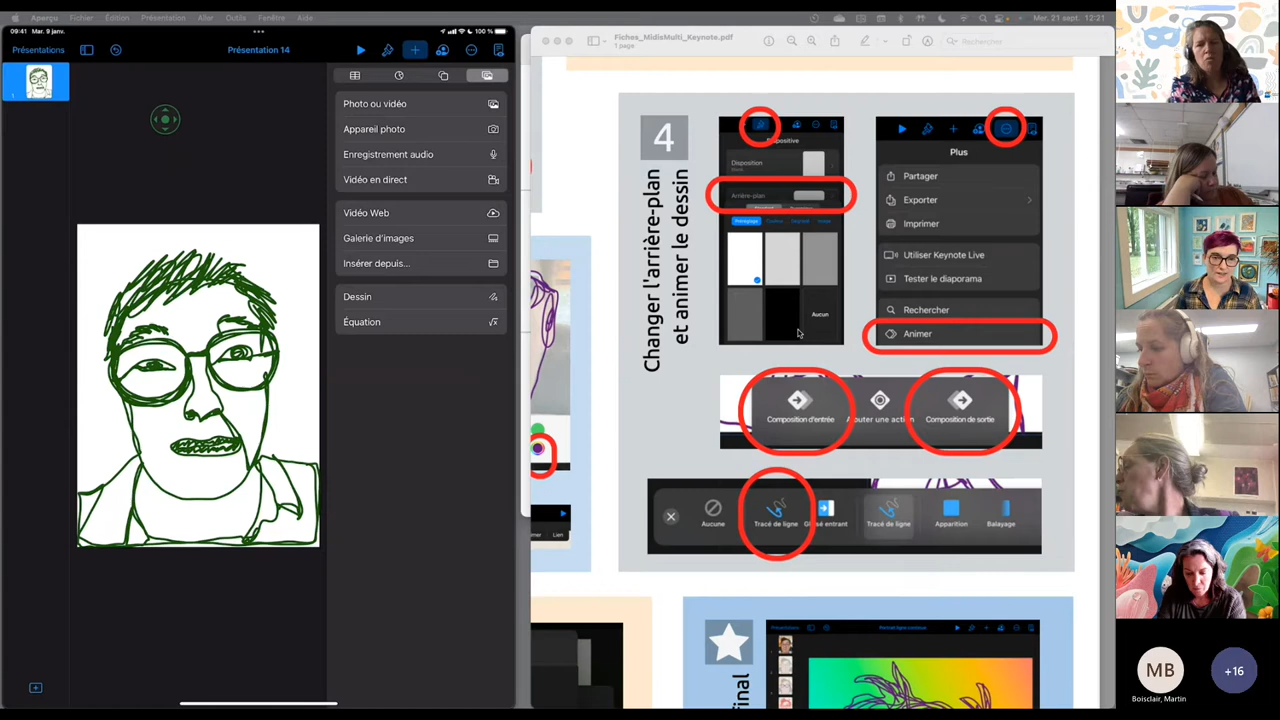 Aperçu Fichier Édition Présentation Aller Outils Fenêtre Aide
Mer. 21 sept. 12:21
09:41 Mar. 9 janv.
100 %
Présentations
Présentation 14
1
Photo ou vidéo
Appareil photo
Enregistrement audio
Vidéo en direct
Vidéo Web
Galerie d'images
Insérer depuis...
Dessin
Équation
Fiches_MidisMulti_Keynote.pdf
1 page
Rechercher
4
Changer l'arrière-plan
et animer le dessin
Diapositive
Disposition
Arrière-plan
Aucun
Plus
Partager
Exporter
Imprimer
Utiliser Keynote Live
Tester le diaporama
Rechercher
Animer
Composition d'entrée
Ajouter une action
Composition de sortie
Aucune
Tracé de ligne
Glissé entrant
Tracé de ligne
Apparition
Balayage
Lien
Présentations
final
MB
Boisclair, Martin
+16